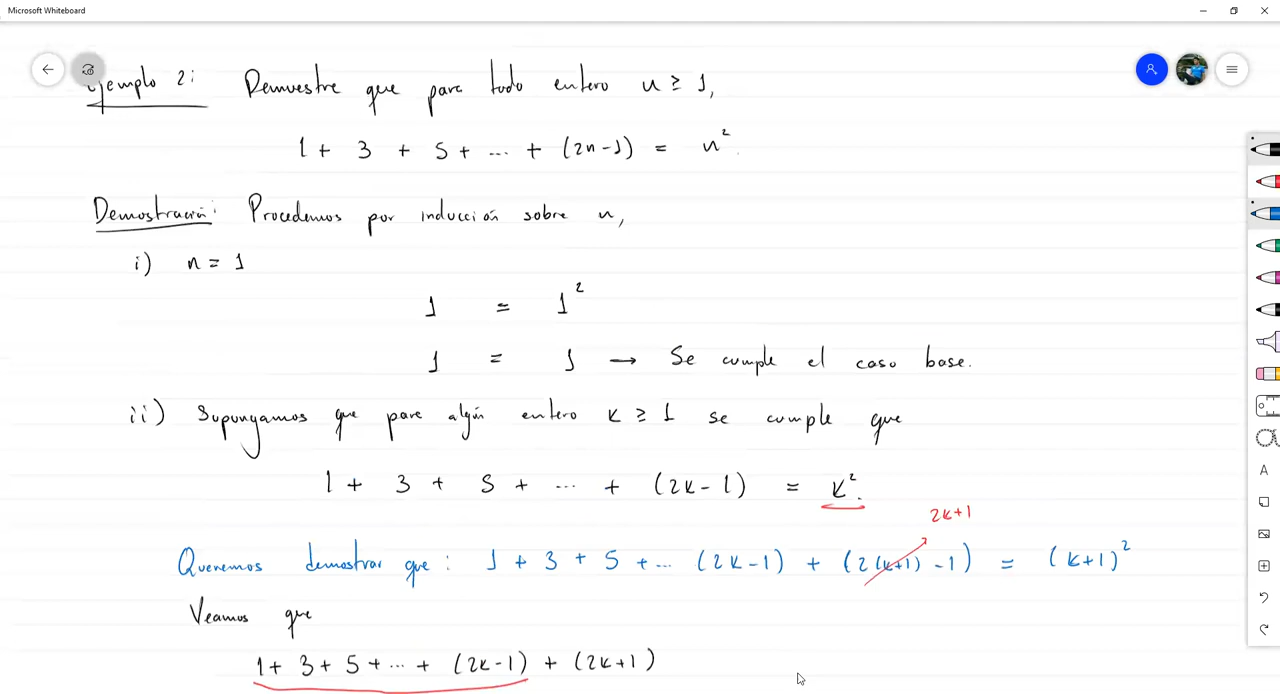 Microsoft Whiteboard
Ejemplo 2: Demuestre que para todo entero n ≥ 1,
1 + 3 + 5 + ... + (2n-1) = n².
Demostración: Procedemos por inducción sobre n,
i) n = 1
1 = 1²
1 = 1 → Se cumple el caso base.
ii) Supongamos que para algún entero k ≥ 1 se cumple que
1 + 3 + 5 + ... + (2k-1) = k².
2k+1
Queremos demostrar que: 1 + 3 + 5 + ... (2k-1) + (2(k+1) -1) = (k+1)²
Veamos que
1 + 3 + 5 + ... + (2k-1) + (2k+1)
A